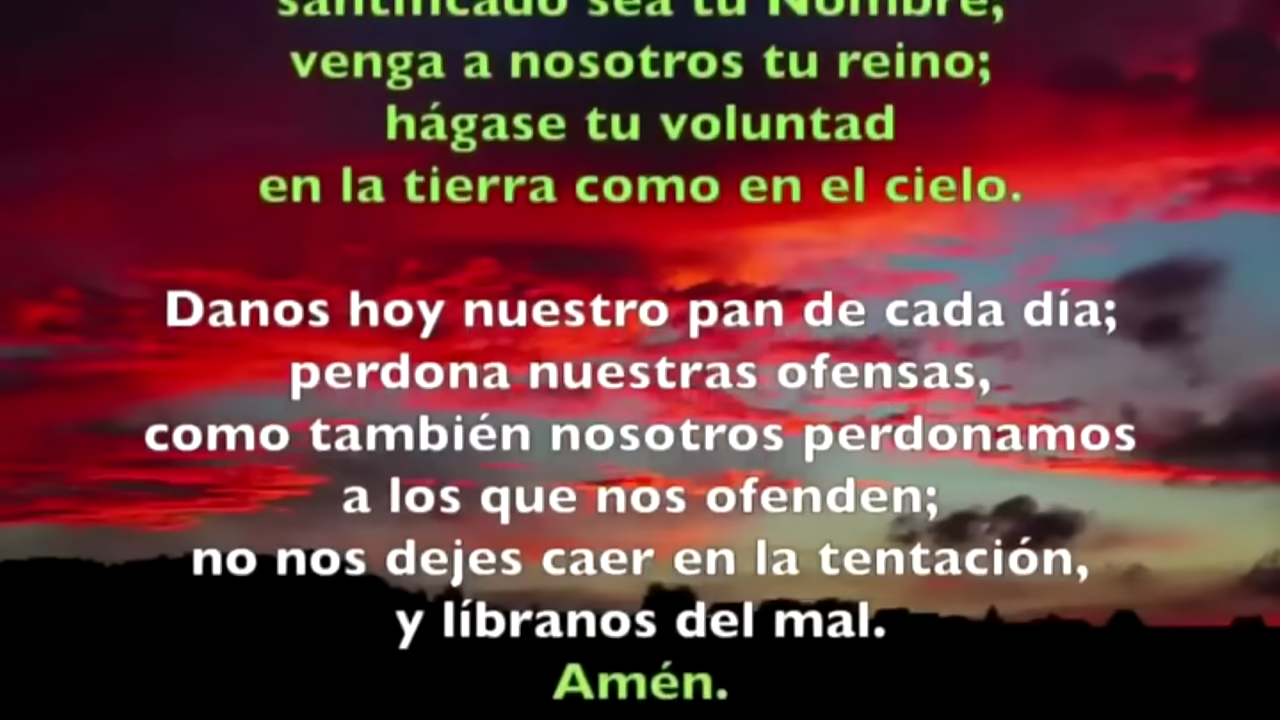 santificado sea tu Nombre,
venga a nosotros tu reino;
hágase tu voluntad
en la tierra como en el cielo.
Danos hoy nuestro pan de cada día;
perdona nuestras ofensas,
como también nosotros perdonamos
a los que nos ofenden;
no nos dejes caer en la tentación,
y líbranos del mal.
Amén.